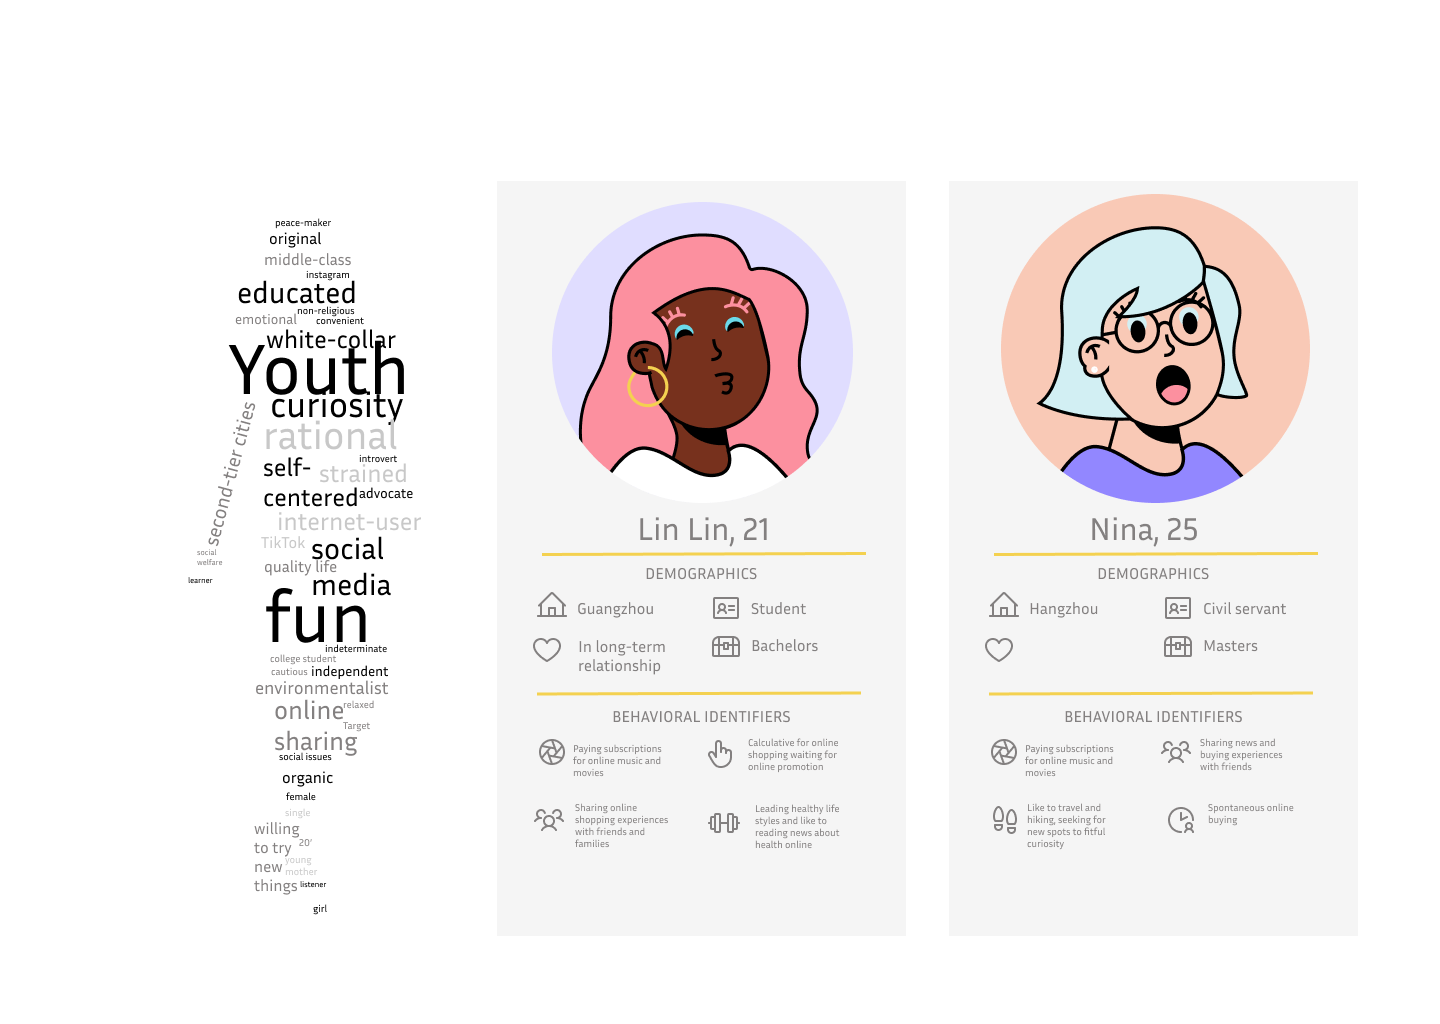 peace-maker
original
middle-class
instagram
educated
non-religious
emotional
convenient
white-collar
Youth
curiosity
rational
second-tier cities
introvert
self-
strained
centered
advocate
internet-user
TikTok
social
social
welfare
quality life
learner
media
fun
indeterminate
college student
cautious
independent
environmentalist
online
relaxed
Target
sharing
social issues
organic
female
single
willing
20'
to try
young
new
mother
things
listener
girl
Lin Lin, 21
DEMOGRAPHICS
Guangzhou
Student
In long-term
relationship
Bachelors
BEHAVIORAL IDENTIFIERS
Paying subscriptions
for online music and
movies
Calculative for online
shopping waiting for
online promotion
Sharing online
shopping experiences
with friends and
families
Leading healthy life
styles and like to
reading news about
health online
Nina, 25
DEMOGRAPHICS
Hangzhou
Civil servant
Masters
BEHAVIORAL IDENTIFIERS
Paying subscriptions
for online music and
movies
Sharing news and
buying experiences
with friends
Like to travel and
hiking, seeking for
new spots to fitful
curiosity
Spontaneous online
buying